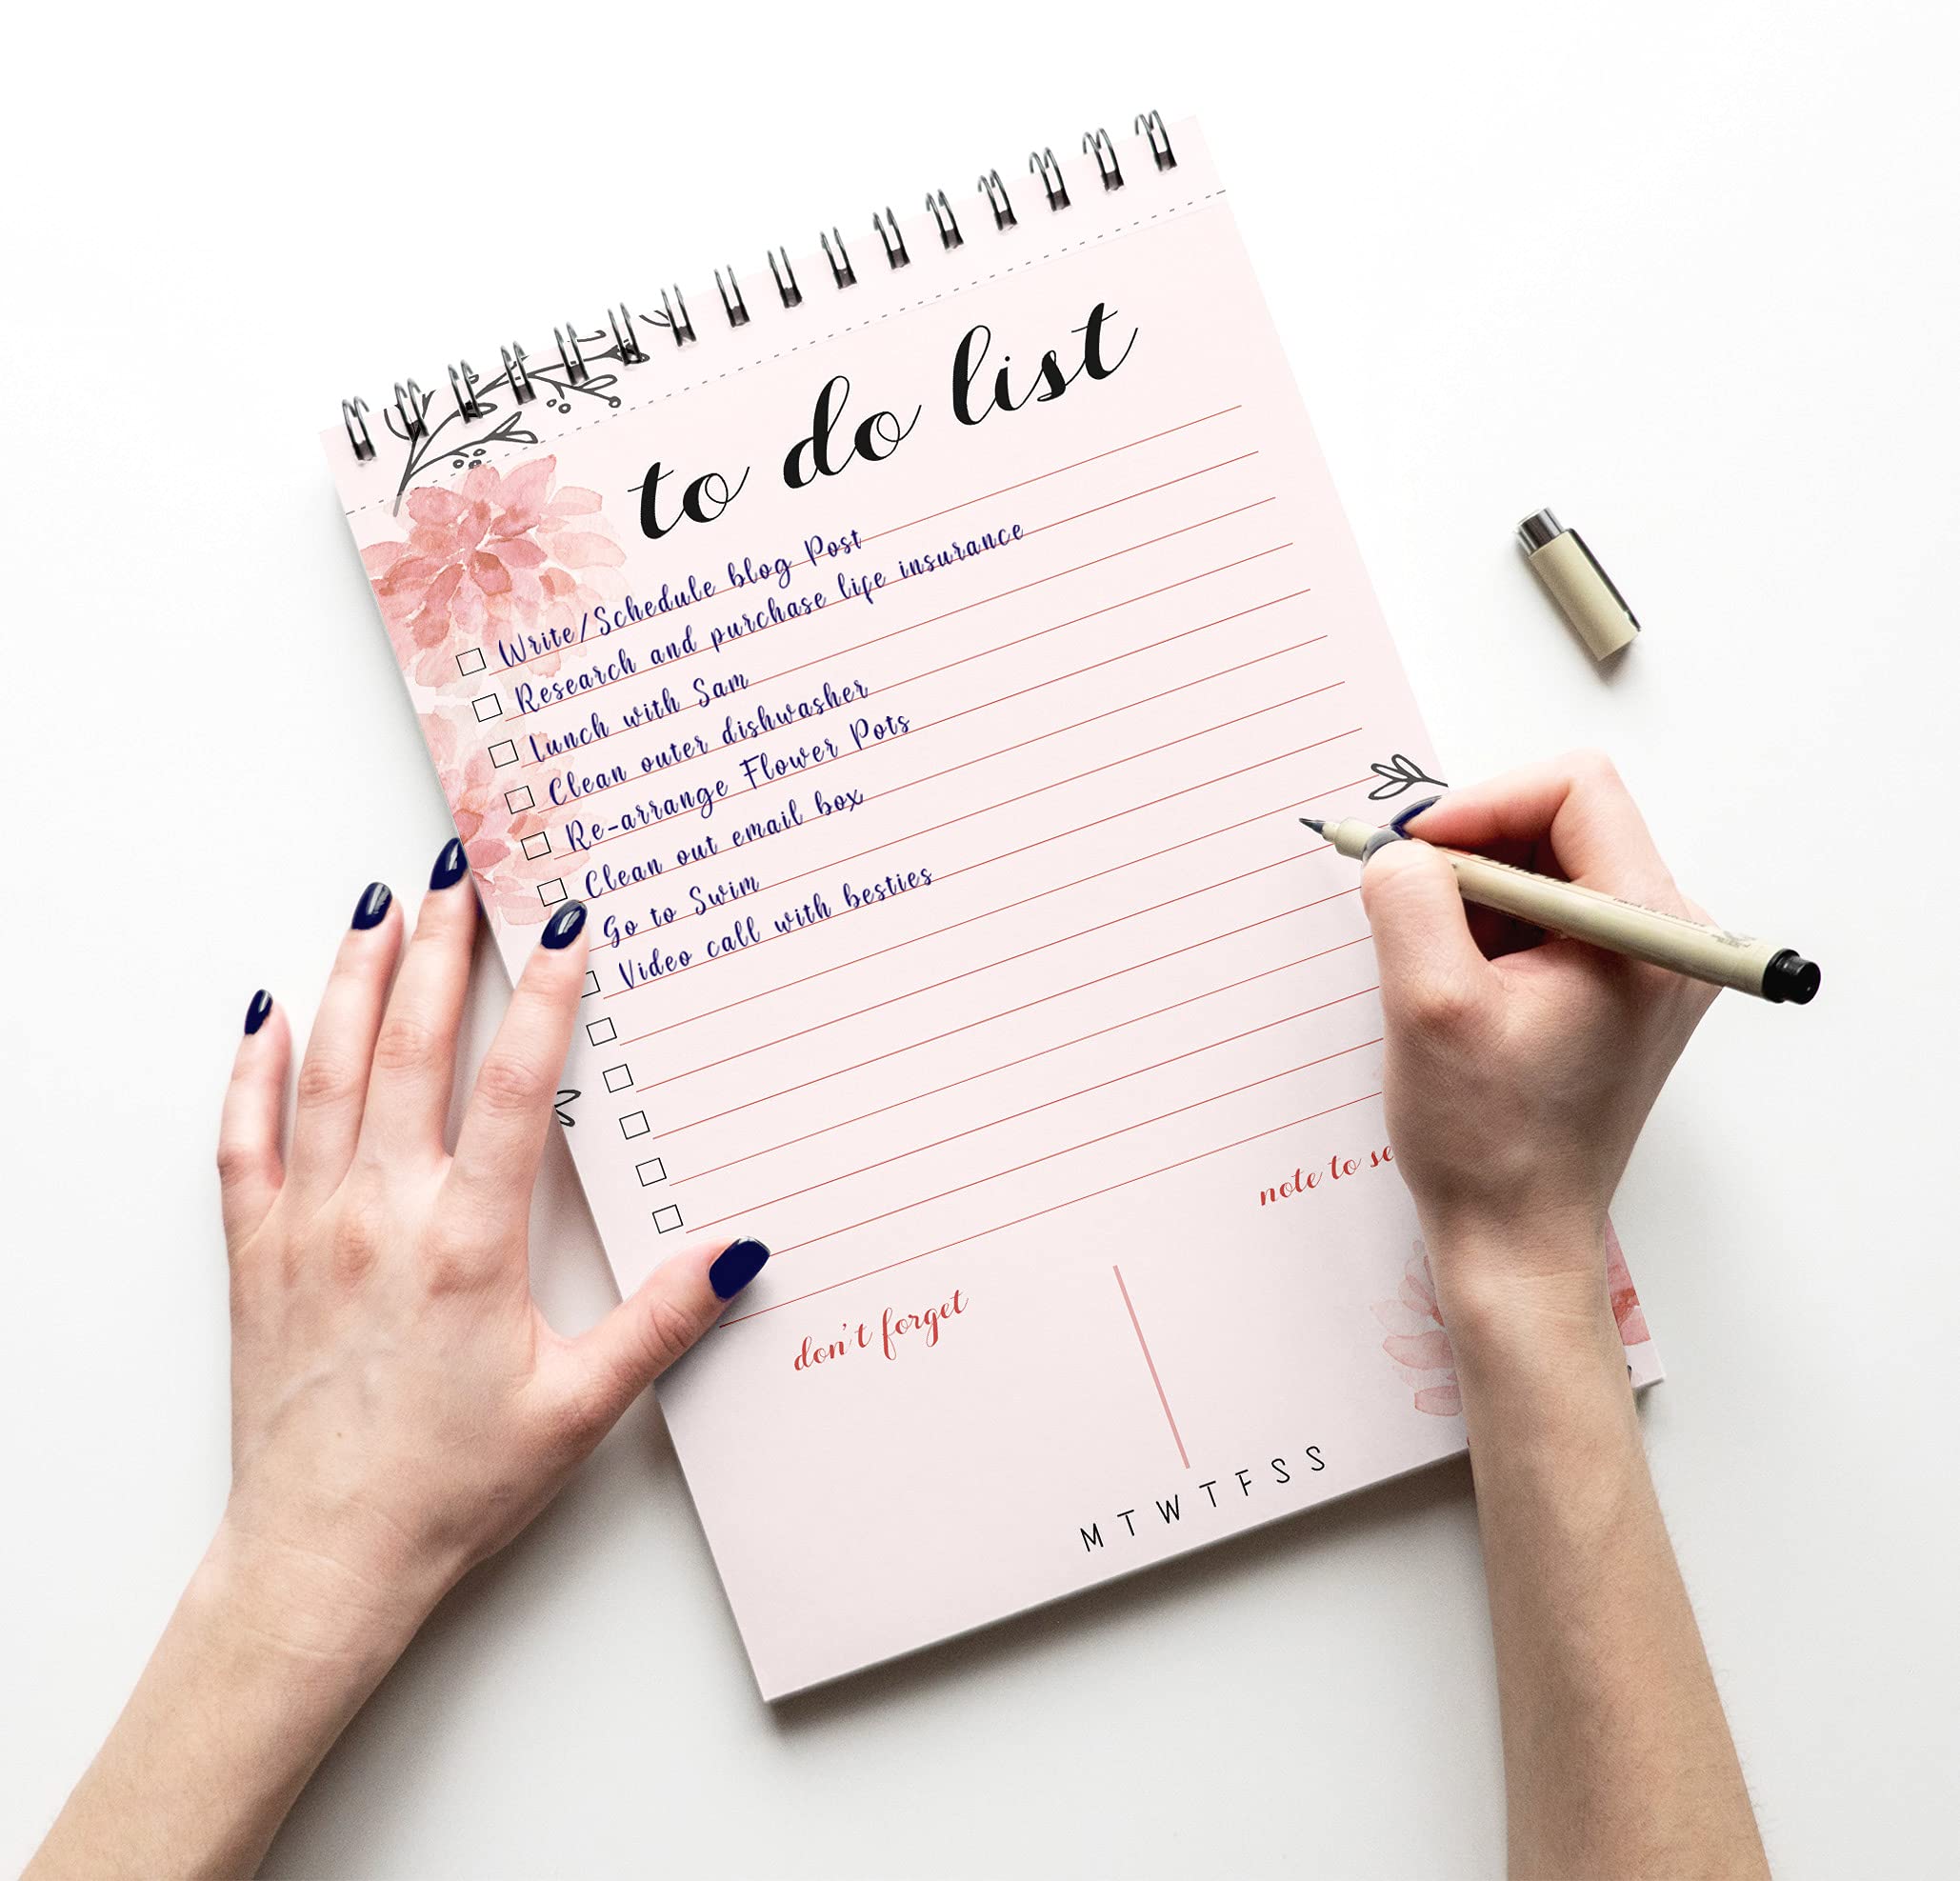 to do list
Write/Schedule blog Post
Research and purchase life insurance
Lunch with Sam
Clean outer dishwasher
Re-arrange Flower Pots
Clean out email box
Go to Swim
Video call with besties
note to se
don't forget
M T W T F S S